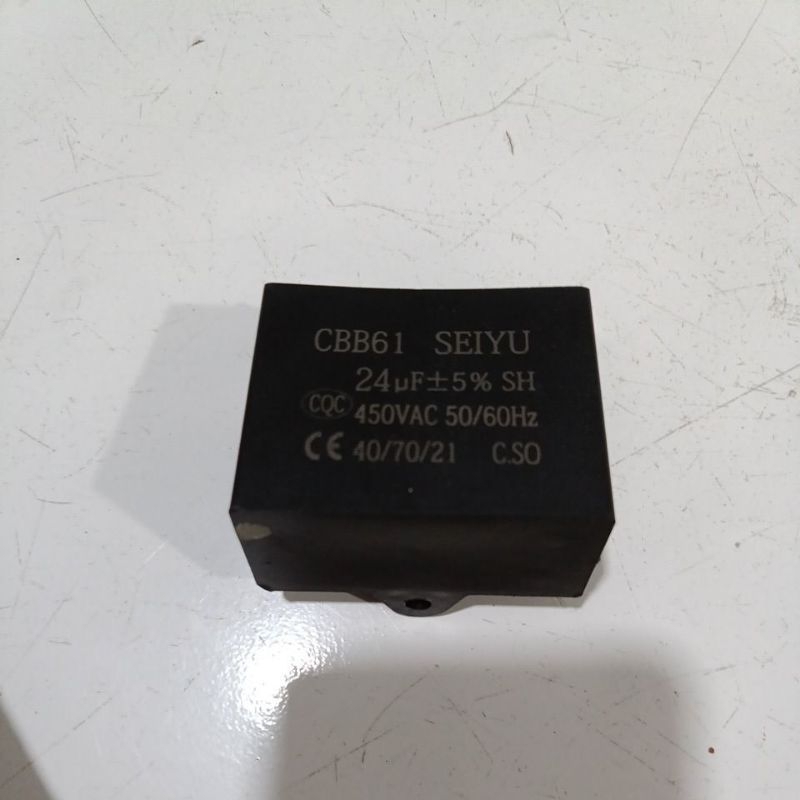 CBB61 SEIYU
24μF±5% SH
CQC 450VAC 50/60Hz
CE 40/70/21 C.SO